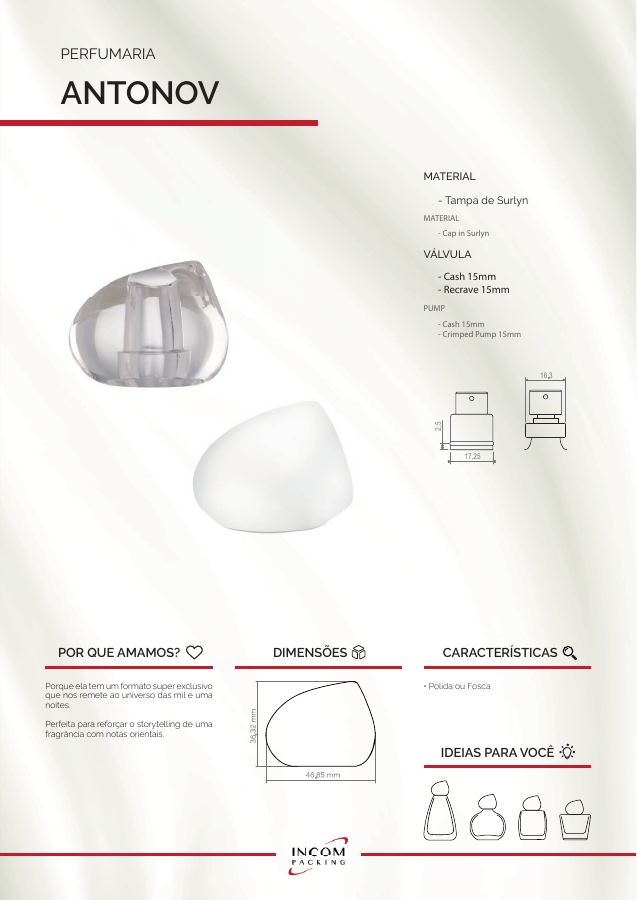 PERFUMARIA
ANTONOV
MATERIAL
- Tampa de Surlyn
MATERIAL
- Cap in Surlyn
VÁLVULA
- Cash 15mm
- Recrave 15mm
PUMP
- Cash 15mm
- Crimped Pump 15mm
16,3
2,5
17,25
POR QUE AMAMOS?
Porque ela tem um formato super exclusivo
que nos remete ao universo das mil e uma
noites.
Perfeita para reforçar o storytelling de uma
fragrância com notas orientais.
DIMENSÕES
36,32 mm
46,85 mm
CARACTERÍSTICAS
• Polida ou Fosca
IDEIAS PARA VOCÊ
INCOM
PACKING